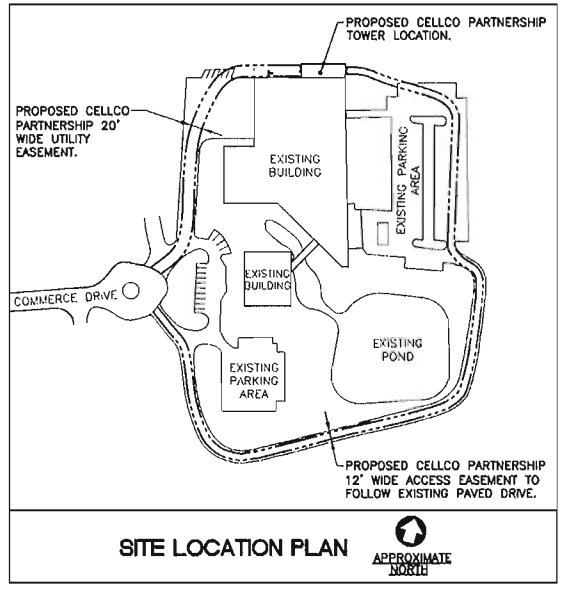 PROPOSED CELLCO PARTNERSHIP
TOWER LOCATION.
PROPOSED CELLCO
PARTNERSHIP 20'
WIDE UTILITY
EASEMENT.
EXISTING
BUILDING
EXISTING PARKING
AREA
EXISTING
BUILDING
COMMERCE DRIVE
EXISTING
POND
EXISTING
PARKING
AREA
PROPOSED CELLCO PARTNERSHIP
12' WIDE ACCESS EASEMENT TO
FOLLOW EXISTING PAVED DRIVE.
SITE LOCATION PLAN
APPROXIMATE
NORTH